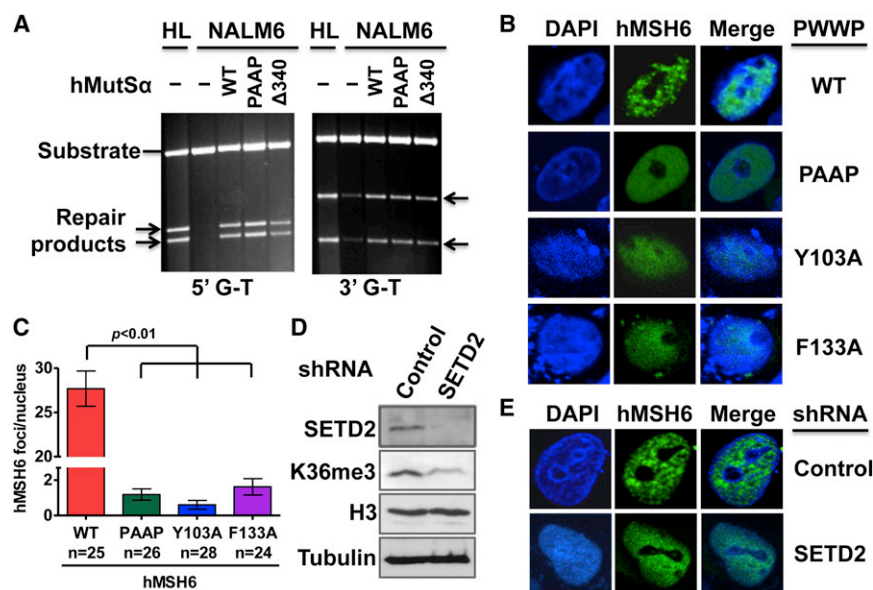 A
HL NALM6 HL NALM6
hMutSα – – WT PAAP Δ340 – – WT PAAP Δ340
Substrate
Repair
products
5' G-T 3' G-T
B
DAPI hMSH6 Merge PWWP
WT
PAAP
Y103A
F133A
C
p<0.01
hMSH6 foci/nucleus
30
25
20
2
0
WT PAAP Y103A F133A
n=25 n=26 n=28 n=24
hMSH6
D
shRNA Control SETD2
SETD2
K36me3
H3
Tubulin
E
DAPI hMSH6 Merge shRNA
Control
SETD2